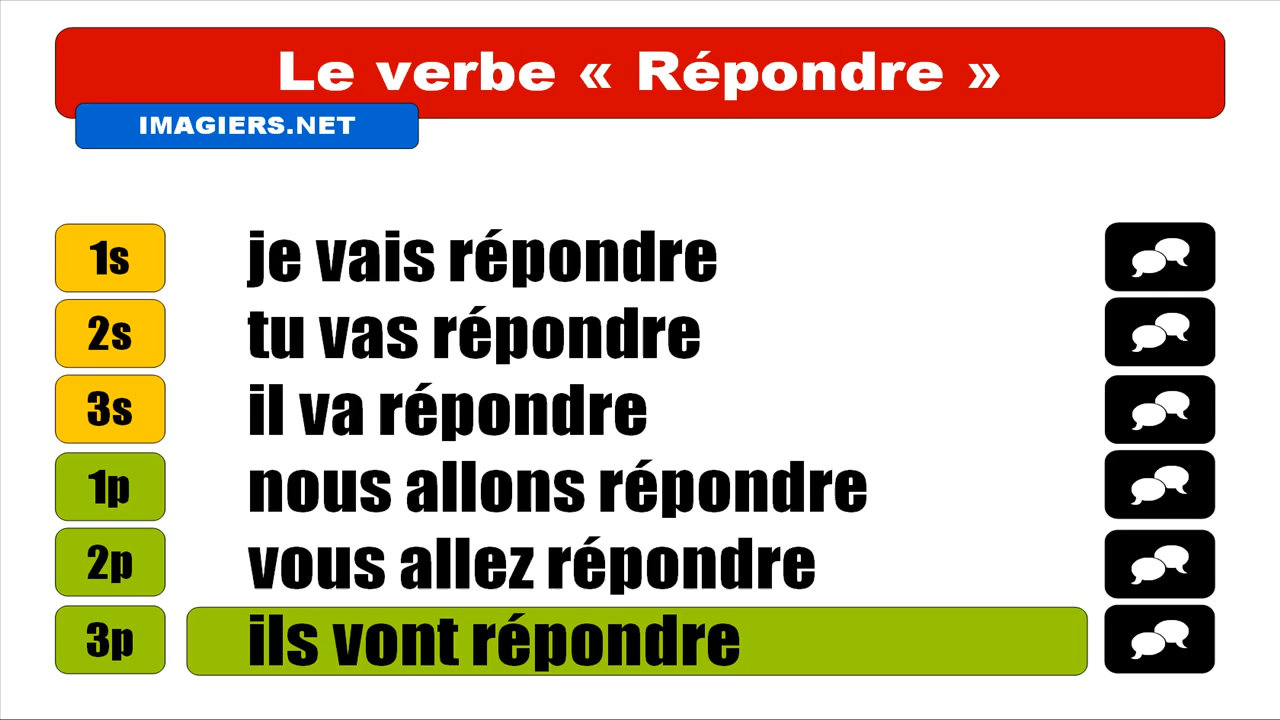 Le verbe « Répondre »
IMAGIERS.NET
1s je vais répondre
2s tu vas répondre
3s il va répondre
1p nous allons répondre
2p vous allez répondre
3p ils vont répondre